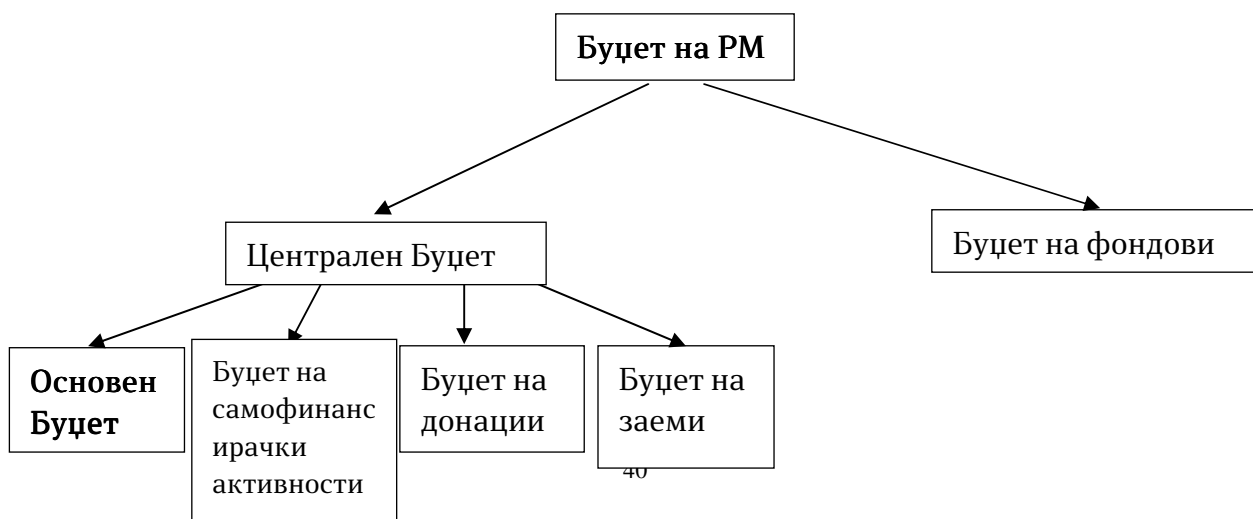 Буџет на РМ
Централен Буџет
Буџет на фондови
Основен
Буџет
Буџет на
самофинанс
ирачки
активности
Буџет на
донации
Буџет на
заеми
40